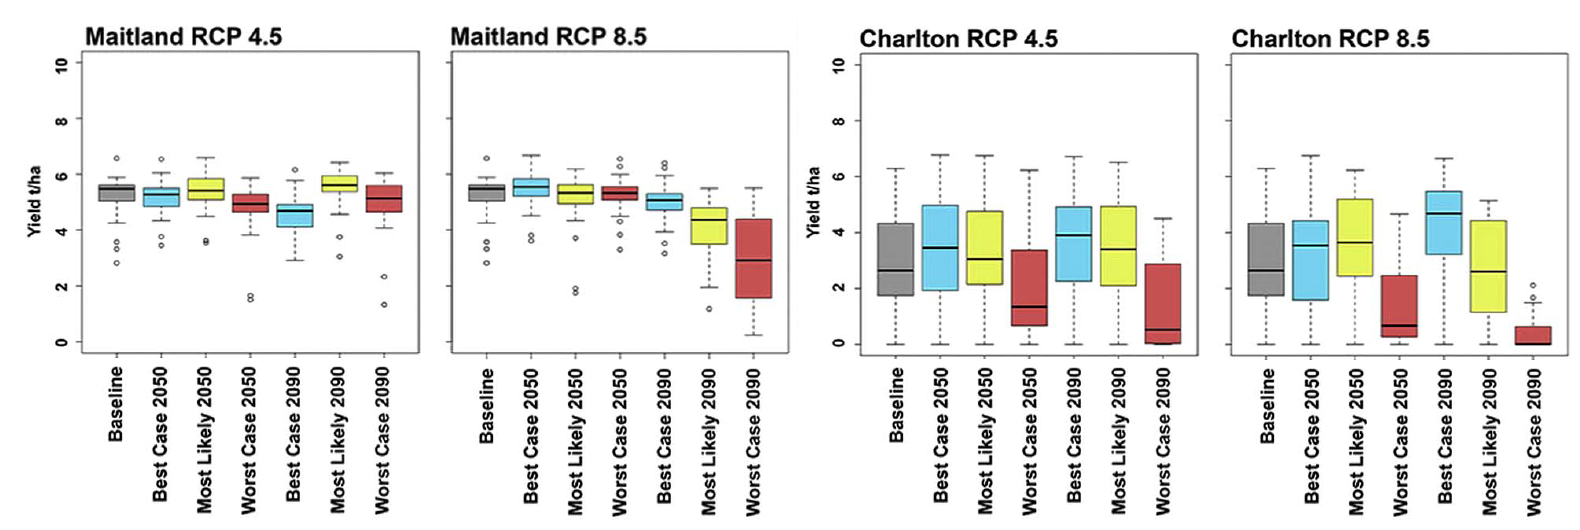 Maitland RCP 4.5
Yield t/ha
10
8
6
4
2
0
Baseline
Best Case 2050
Most Likely 2050
Worst Case 2050
Best Case 2090
Most Likely 2090
Worst Case 2090
Maitland RCP 8.5
Baseline
Best Case 2050
Most Likely 2050
Worst Case 2050
Best Case 2090
Most Likely 2090
Worst Case 2090
Charlton RCP 4.5
Yield t/ha
10
8
6
4
2
0
Baseline
Best Case 2050
Most Likely 2050
Worst Case 2050
Best Case 2090
Most Likely 2090
Worst Case 2090
Charlton RCP 8.5
Baseline
Best Case 2050
Most Likely 2050
Worst Case 2050
Best Case 2090
Most Likely 2090
Worst Case 2090